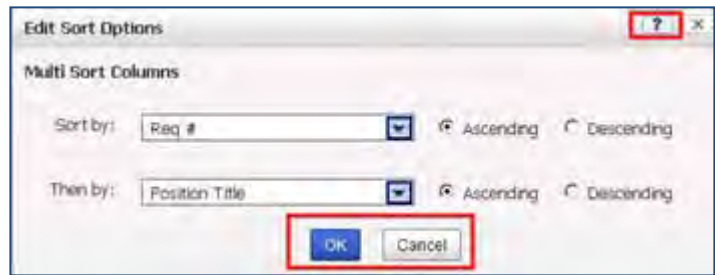 Edit Sort Options ? ×
Multi Sort Columns
Sort by: Req # Ascending Descending
Then by: Position Title Ascending Descending
OK Cancel